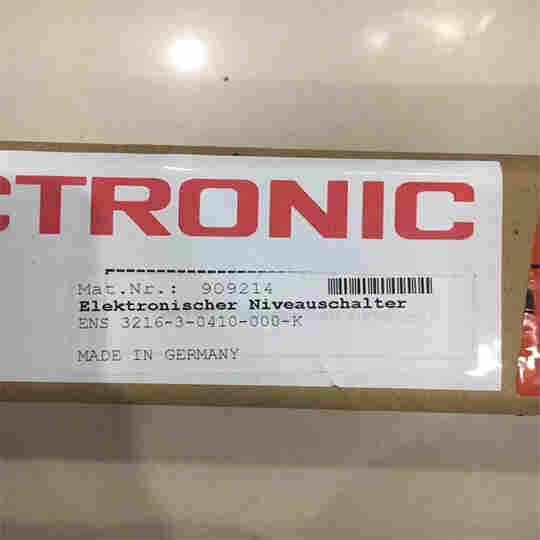 CTRONIC
Mat.Nr.: 909214
Elektronischer Niveauschalter
ENS 3216-3-0410-000-K
MADE IN GERMANY